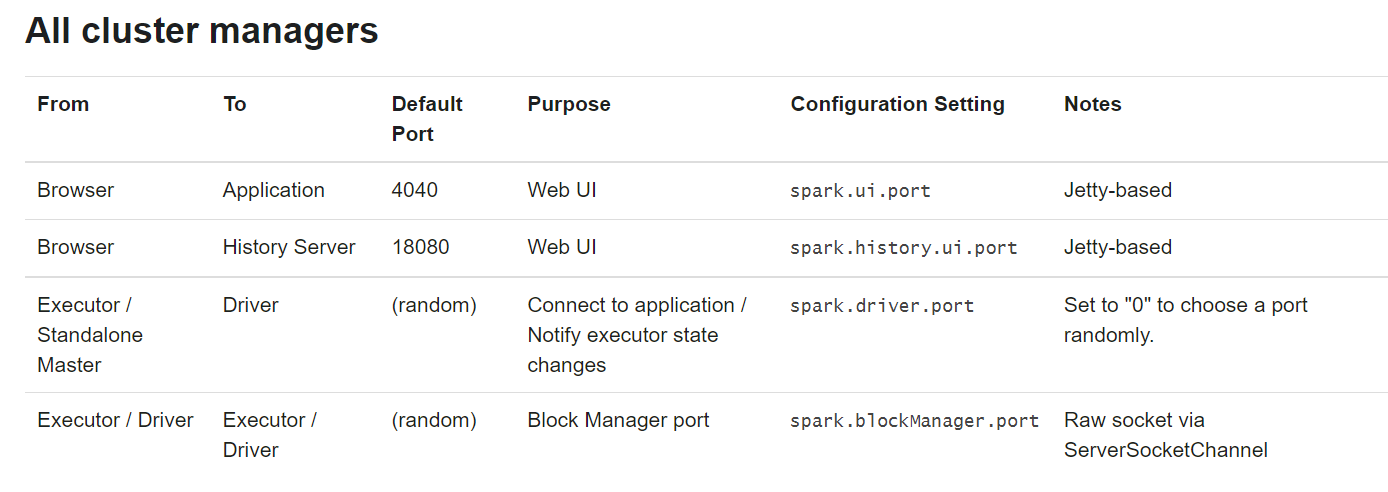 All cluster managers
From To Default Port Purpose Configuration Setting Notes
Browser Application 4040 Web UI spark.ui.port Jetty-based
Browser History Server 18080 Web UI spark.history.ui.port Jetty-based
Executor / Standalone Master Driver (random) Connect to application / Notify executor state changes spark.driver.port Set to "0" to choose a port randomly.
Executor / Driver Executor / Driver (random) Block Manager port spark.blockManager.port Raw socket via ServerSocketChannel